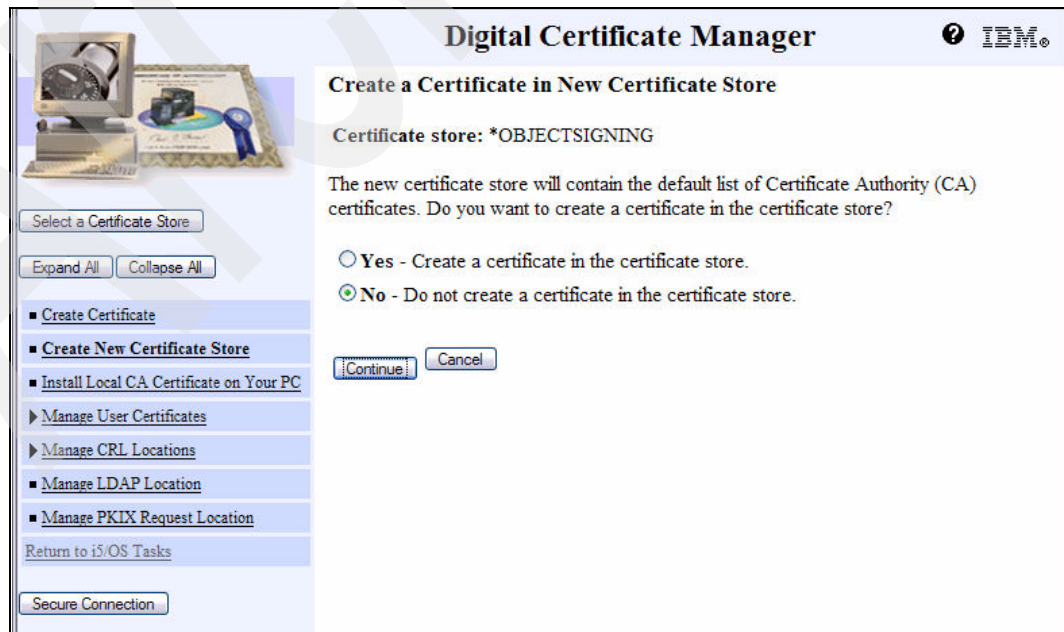 Digital Certificate Manager
IBM®
Create a Certificate in New Certificate Store
Certificate store: *OBJECTSIGNING
The new certificate store will contain the default list of Certificate Authority (CA)
certificates. Do you want to create a certificate in the certificate store?
Yes - Create a certificate in the certificate store.
No - Do not create a certificate in the certificate store.
Continue
Cancel
Select a Certificate Store
Expand All
Collapse All
Create Certificate
Create New Certificate Store
Install Local CA Certificate on Your PC
Manage User Certificates
Manage CRL Locations
Manage LDAP Location
Manage PKIX Request Location
Return to i5/OS Tasks
Secure Connection